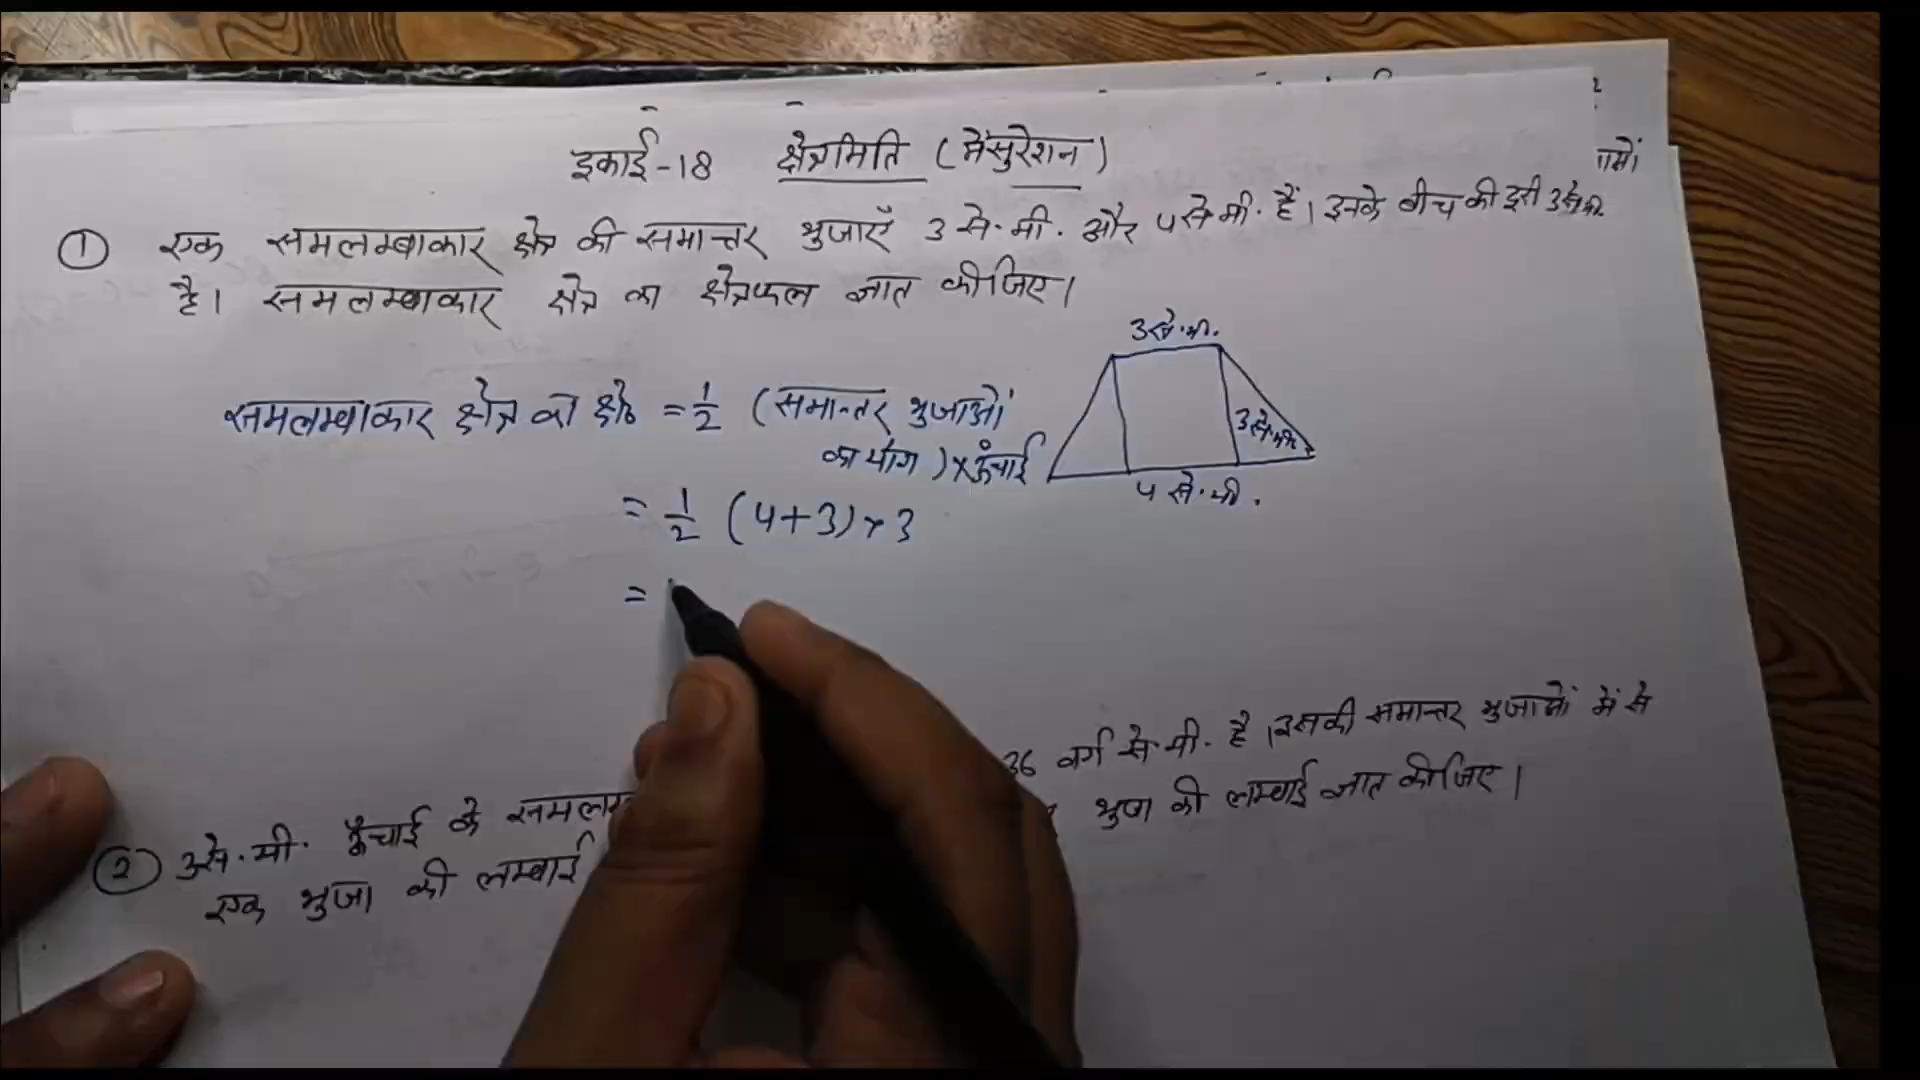 इकाई-18 क्षेत्रमिति (मेंसुरेशन)
① एक समलम्बाकार क्षेत्र की समान्तर भुजाएँ 3 से.मी. और 4 से.मी. हैं। इनके बीच की दूरी 3 से.मी.
है। समलम्बाकार क्षेत्र का क्षेत्रफल ज्ञात कीजिए।
3 से.मी.
समलम्बाकार क्षेत्र का क्षे० = 1/2 (समान्तर भुजाओं
का योग) × ऊंचाई
3 से.मी.
4 से.मी.
= 1/2 (4+3) × 3
=
② 3 से.मी. ऊँचाई के
36 वर्ग से.मी. है। उसकी समान्तर भुजाओं में से
एक भुजा की लम्बाई
भुजा की लम्बाई ज्ञात कीजिए।